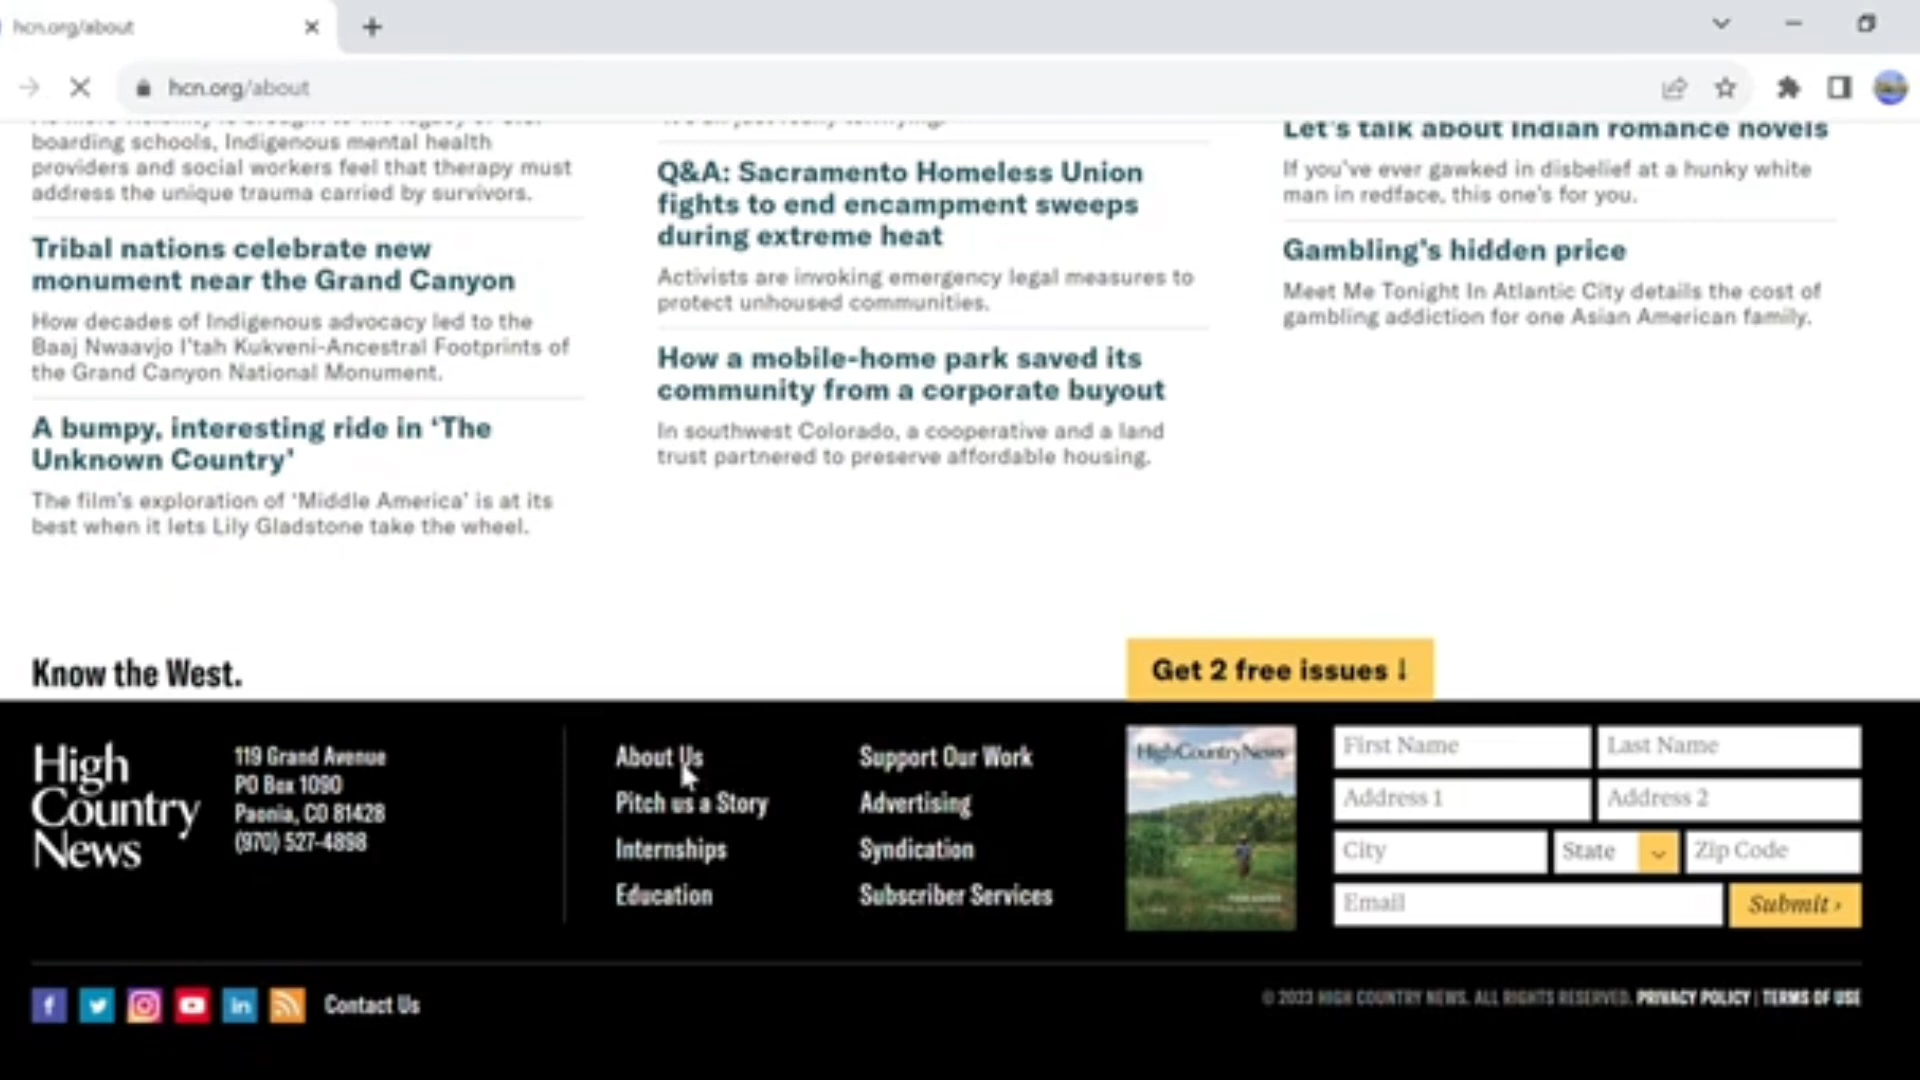 hcn.org/about
hcn.org/about
boarding schools, Indigenous mental health
providers and social workers feel that therapy must
address the unique trauma carried by survivors.
Tribal nations celebrate new
monument near the Grand Canyon
How decades of Indigenous advocacy led to the
Baaj Nwaavjo I'tah Kukveni-Ancestral Footprints of
the Grand Canyon National Monument.
A bumpy, interesting ride in ‘The
Unknown Country’
The film’s exploration of ‘Middle America’ is at its
best when it lets Lily Gladstone take the wheel.
Q&A: Sacramento Homeless Union
fights to end encampment sweeps
during extreme heat
Activists are invoking emergency legal measures to
protect unhoused communities.
How a mobile-home park saved its
community from a corporate buyout
In southwest Colorado, a cooperative and a land
trust partnered to preserve affordable housing.
Let's talk about Indian romance novels
If you've ever gawked in disbelief at a hunky white
man in redface, this one's for you.
Gambling's hidden price
Meet Me Tonight In Atlantic City details the cost of
gambling addiction for one Asian American family.
Know the West.
Get 2 free issues ↓
High
Country
News
119 Grand Avenue
PO Box 1090
Paonia, CO 81428
(970) 527-4898
About Us
Pitch us a Story
Internships
Education
Support Our Work
Advertising
Syndication
Subscriber Services
High Country News
First Name
Last Name
Address 1
Address 2
City
State
Zip Code
Email
Submit ›
Contact Us
© 2023 HIGH COUNTRY NEWS. ALL RIGHTS RESERVED. PRIVACY POLICY | TERMS OF USE